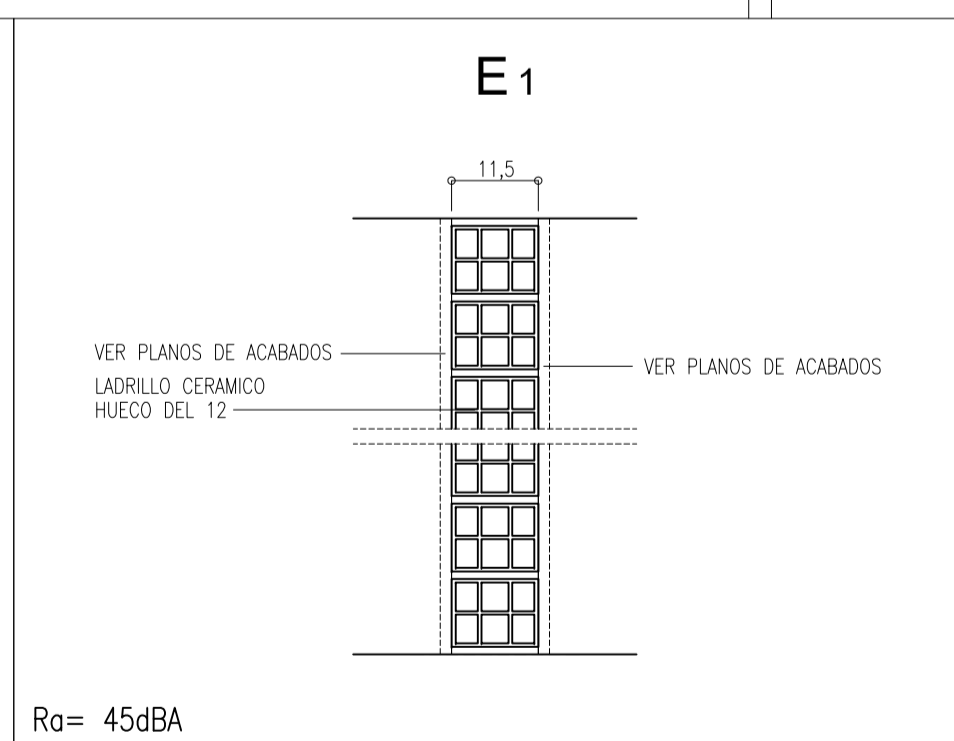 E 1
11,5
VER PLANOS DE ACABADOS
LADRILLO CERAMICO
HUECO DEL 12
VER PLANOS DE ACABADOS
Ra= 45dBA